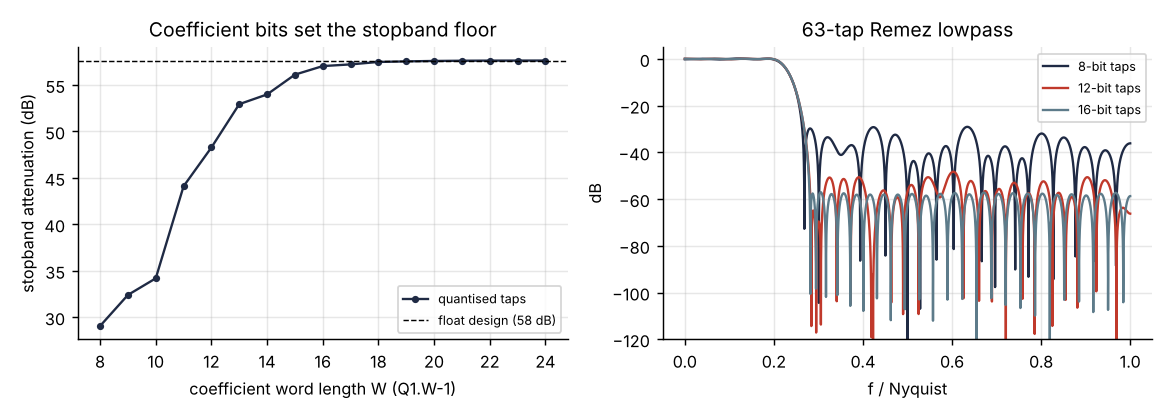 Coefficient bits set the stopband floor
stopband attenuation (dB)
55
50
45
40
35
30
8 10 12 14 16 18 20 22 24
coefficient word length W (Q1.W-1)
quantised taps
float design (58 dB)
63-tap Remez lowpass
dB
0
−20
−40
−60
−80
−100
−120
0.0 0.2 0.4 0.6 0.8 1.0
f / Nyquist
8-bit taps
12-bit taps
16-bit taps